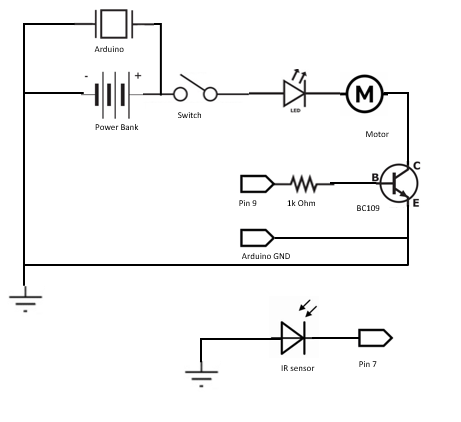 Arduino
- +
Power Bank
Switch
LED
M
Motor
C
B
E
BC109
Pin 9
1k Ohm
Arduino GND
IR sensor
Pin 7